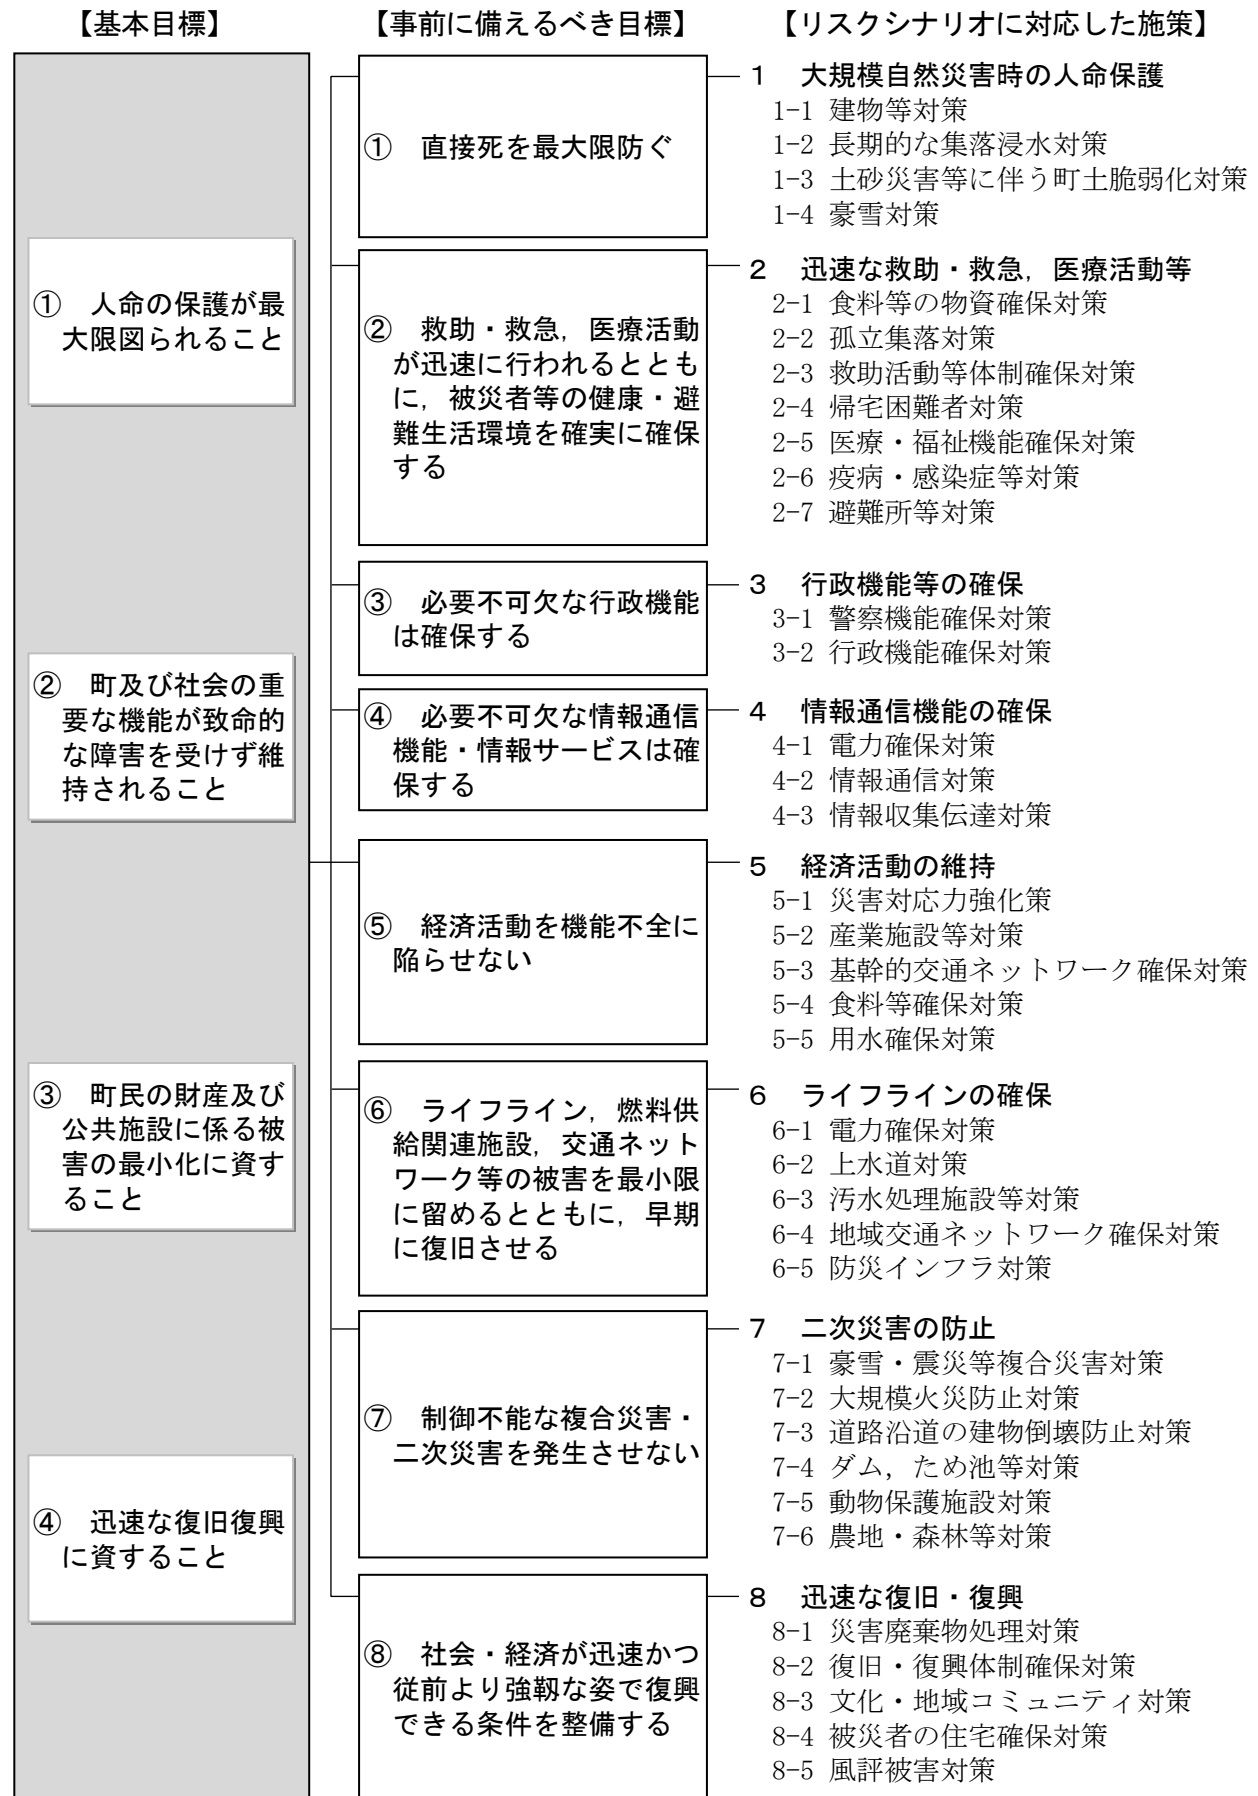 【基本目標】
① 人命の保護が最
大限図られること
② 町及び社会の重
要な機能が致命的
な障害を受けず維
持されること
③ 町民の財産及び
公共施設に係る被
害の最小化に資す
ること
④ 迅速な復旧復興
に資すること
【事前に備えるべき目標】
① 直接死を最大限防ぐ
② 救助・救急，医療活動
が迅速に行われるととも
に，被災者等の健康・避
難生活環境を確実に確保
する
③ 必要不可欠な行政機能
は確保する
④ 必要不可欠な情報通信
機能・情報サービスは確
保する
⑤ 経済活動を機能不全に
陥らせない
⑥ ライフライン，燃料供
給関連施設，交通ネット
ワーク等の被害を最小限
に留めるとともに，早期
に復旧させる
⑦ 制御不能な複合災害・
二次災害を発生させない
⑧ 社会・経済が迅速かつ
従前より強靱な姿で復興
できる条件を整備する
【リスクシナリオに対応した施策】
１ 大規模自然災害時の人命保護
1-1 建物等対策
1-2 長期的な集落浸水対策
1-3 土砂災害等に伴う町土脆弱化対策
1-4 豪雪対策
２ 迅速な救助・救急，医療活動等
2-1 食料等の物資確保対策
2-2 孤立集落対策
2-3 救助活動等体制確保対策
2-4 帰宅困難者対策
2-5 医療・福祉機能確保対策
2-6 疫病・感染症等対策
2-7 避難所等対策
３ 行政機能等の確保
3-1 警察機能確保対策
3-2 行政機能確保対策
４ 情報通信機能の確保
4-1 電力確保対策
4-2 情報通信対策
4-3 情報収集伝達対策
５ 経済活動の維持
5-1 災害対応力強化策
5-2 産業施設等対策
5-3 基幹的交通ネットワーク確保対策
5-4 食料等確保対策
5-5 用水確保対策
６ ライフラインの確保
6-1 電力確保対策
6-2 上水道対策
6-3 汚水処理施設等対策
6-4 地域交通ネットワーク確保対策
6-5 防災インフラ対策
７ 二次災害の防止
7-1 豪雪・震災等複合災害対策
7-2 大規模火災防止対策
7-3 道路沿道の建物倒壊防止対策
7-4 ダム，ため池等対策
7-5 動物保護施設対策
7-6 農地・森林等対策
８ 迅速な復旧・復興
8-1 災害廃棄物処理対策
8-2 復旧・復興体制確保対策
8-3 文化・地域コミュニティ対策
8-4 被災者の住宅確保対策
8-5 風評被害対策